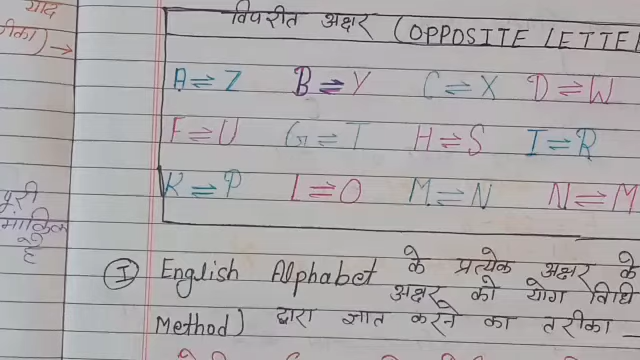 याद
विपरीत अक्षर (OPPOSITE LETTE
A⇌Z B⇌Y C⇌X D⇌W
F⇌U G⇌T H⇌S I⇌R
K⇌P L⇌O M⇌N N⇌M
I English Alphabet के प्रत्येक अक्षर के
अक्षर को योग विधि
Method) द्वारा ज्ञात करने का तरीका